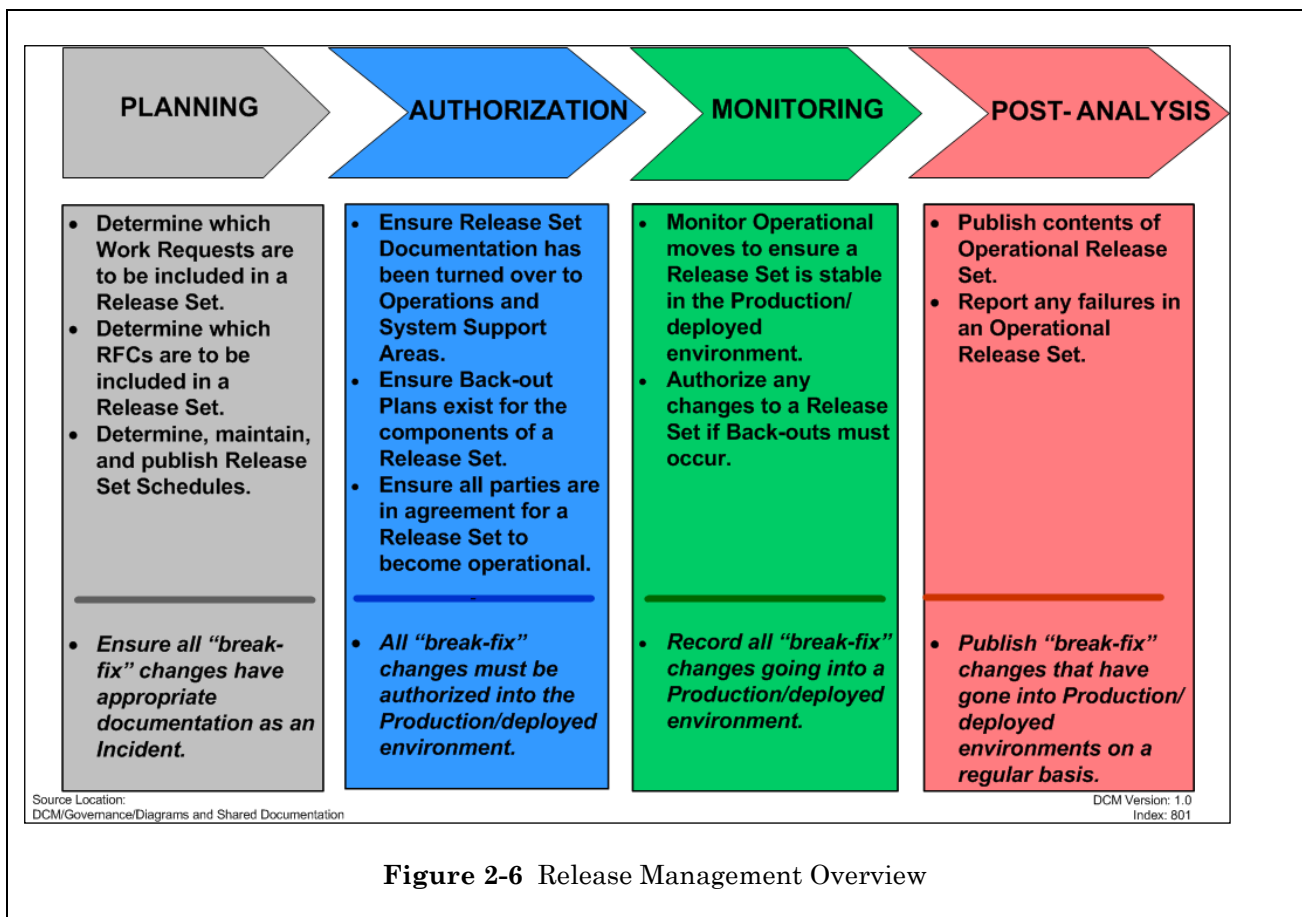 PLANNING
AUTHORIZATION
MONITORING
POST- ANALYSIS
• Determine which
Work Requests are
to be included in a
Release Set.
• Determine which
RFCs are to be
included in a
Release Set.
• Determine, maintain,
and publish Release
Set Schedules.
• Ensure all “break-
fix” changes have
appropriate
documentation as an
Incident.
• Ensure Release Set
Documentation has
been turned over to
Operations and
System Support
Areas.
• Ensure Back-out
Plans exist for the
components of a
Release Set.
• Ensure all parties are
in agreement for a
Release Set to
become operational.
• All “break-fix”
changes must be
authorized into the
Production/deployed
environment.
• Monitor Operational
moves to ensure a
Release Set is stable
in the Production/
deployed
environment.
• Authorize any
changes to a Release
Set if Back-outs must
occur.
• Record all “break-fix”
changes going into a
Production/deployed
environment.
• Publish contents of
Operational Release
Set.
• Report any failures in
an Operational
Release Set.
• Publish “break-fix”
changes that have
gone into Production/
deployed
environments on a
regular basis.
Source Location:
DCM/Governance/Diagrams and Shared Documentation
DCM Version: 1.0
Index: 801
Figure 2-6 Release Management Overview